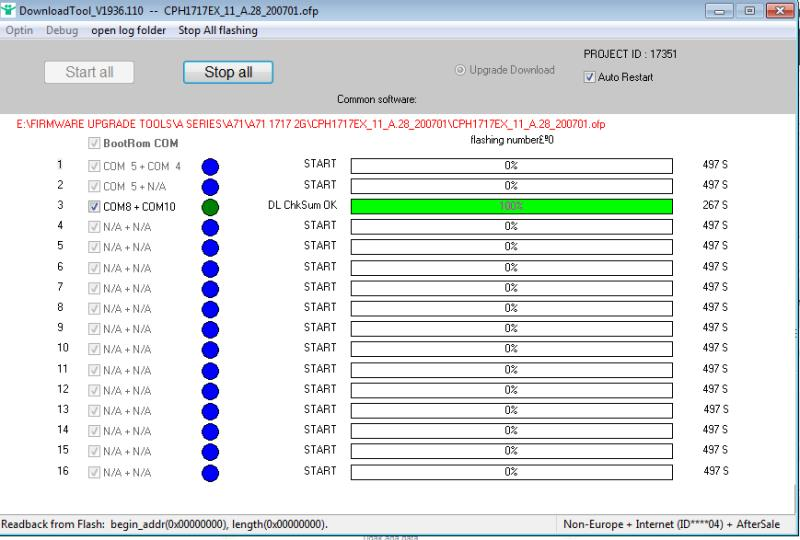 DownloadTool_V1936.110 -- CPH1717EX_11_A.28_200701.ofp
Optin Debug open log folder Stop All flashing
Start all Stop all Upgrade Download PROJECT ID : 17351
Auto Restart
Common software:
E:\FIRMWARE UPGRADE TOOLS\A SERIES\A71\A71 1717 2G\CPH1717EX_11_A.28_200701\CPH1717EX_11_A.28_200701.ofp
BootRom COM flashing number£º0
1 COM 5 + COM 4 START 0% 497 S
2 COM 5 + N/A START 0% 497 S
3 COM8 + COM10 DL ChkSum OK 100% 267 S
4 N/A + N/A START 0% 497 S
5 N/A + N/A START 0% 497 S
6 N/A + N/A START 0% 497 S
7 N/A + N/A START 0% 497 S
8 N/A + N/A START 0% 497 S
9 N/A + N/A START 0% 497 S
10 N/A + N/A START 0% 497 S
11 N/A + N/A START 0% 497 S
12 N/A + N/A START 0% 497 S
13 N/A + N/A START 0% 497 S
14 N/A + N/A START 0% 497 S
15 N/A + N/A START 0% 497 S
16 N/A + N/A START 0% 497 S
Readback from Flash: begin_addr(0x00000000), length(0x00000000). Non-Europe + Internet (ID****04) + AfterSale